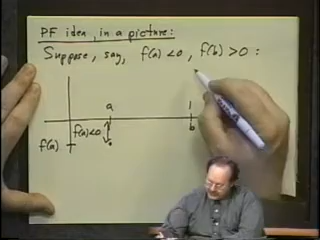 PF idea, in a picture:
Suppose, say, f(a) < 0, f(b) > 0 :
a
b
f(a)
f(a)<0